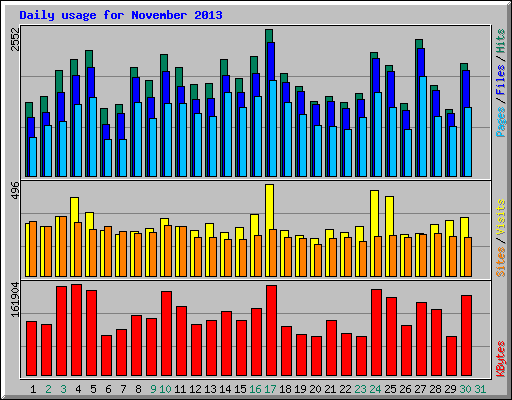 Daily usage for November 2013
2552
Pages / Files / Hits
496
Sites / Visits
161904
KBytes
1 2 3 4 5 6 7 8 9 10 11 12 13 14 15 16 17 18 19 20 21 22 23 24 25 26 27 28 29 30 31